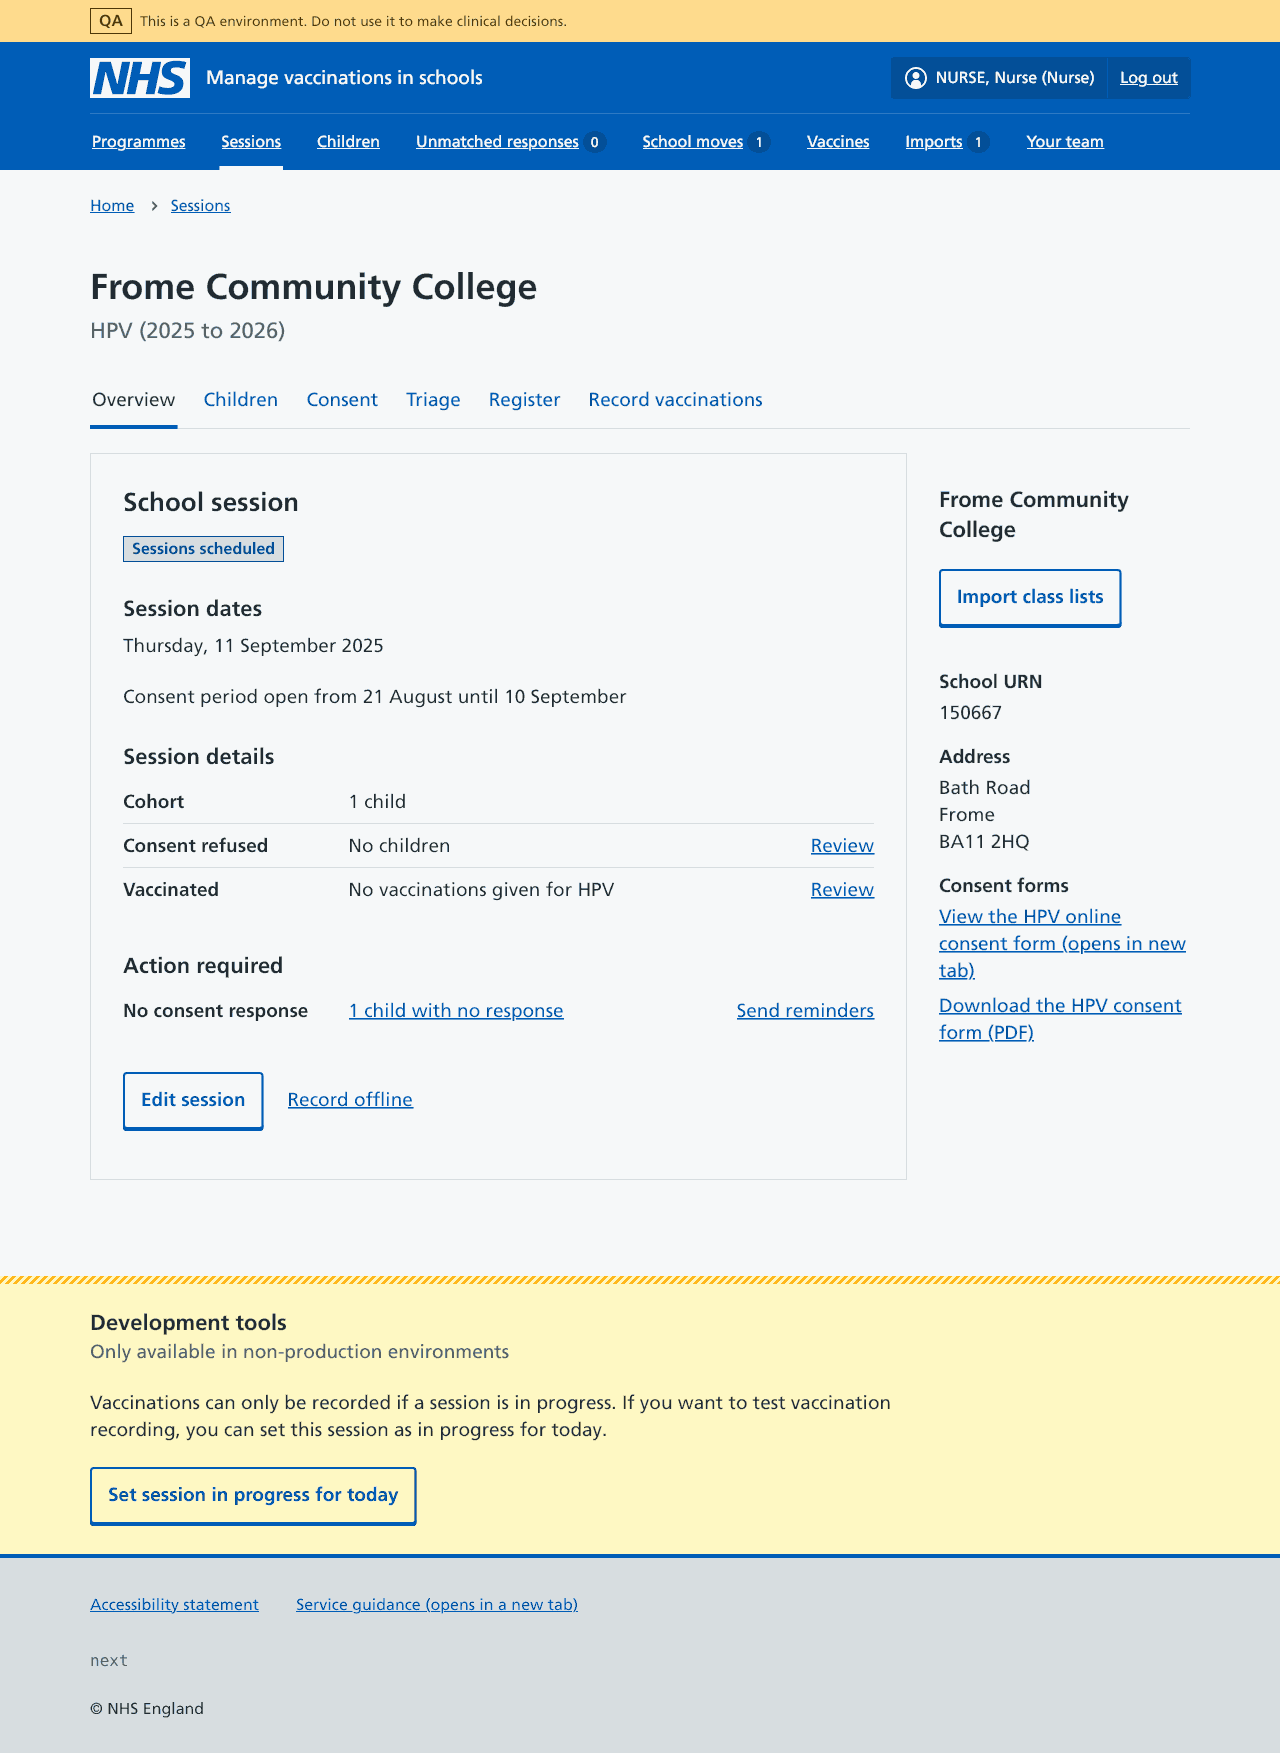 QA This is a QA environment. Do not use it to make clinical decisions.
NHS Manage vaccinations in schools NURSE, Nurse (Nurse) Log out
Programmes Sessions Children Unmatched responses 0 School moves 1 Vaccines Imports 1 Your team
Home Sessions
Frome Community College
HPV (2025 to 2026)
Overview Children Consent Triage Register Record vaccinations
School session
Sessions scheduled
Session dates
Thursday, 11 September 2025
Consent period open from 21 August until 10 September
Session details
Cohort 1 child
Consent refused No children Review
Vaccinated No vaccinations given for HPV Review
Action required
No consent response 1 child with no response Send reminders
Edit session Record offline
Frome Community
College
Import class lists
School URN
150667
Address
Bath Road
Frome
BA11 2HQ
Consent forms
View the HPV online
consent form (opens in new
tab)
Download the HPV consent
form (PDF)
Development tools
Only available in non-production environments
Vaccinations can only be recorded if a session is in progress. If you want to test vaccination
recording, you can set this session as in progress for today.
Set session in progress for today
Accessibility statement Service guidance (opens in a new tab)
next
© NHS England